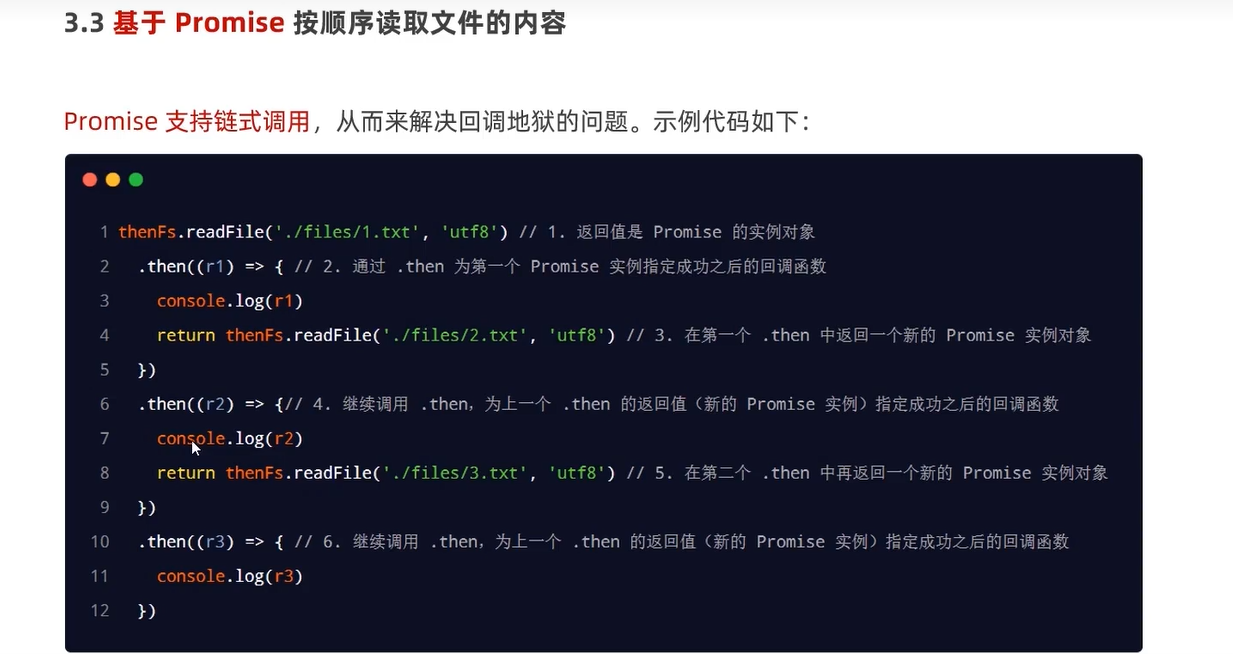 3.3 基于 Promise 按顺序读取文件的内容
Promise 支持链式调用，从而来解决回调地狱的问题。示例代码如下：
1 thenFs.readFile('./files/1.txt', 'utf8') // 1. 返回值是 Promise 的实例对象
2 .then((r1) => { // 2. 通过 .then 为第一个 Promise 实例指定成功之后的回调函数
3 console.log(r1)
4 return thenFs.readFile('./files/2.txt', 'utf8') // 3. 在第一个 .then 中返回一个新的 Promise 实例对象
5 })
6 .then((r2) => {// 4. 继续调用 .then，为上一个 .then 的返回值（新的 Promise 实例）指定成功之后的回调函数
7 console.log(r2)
8 return thenFs.readFile('./files/3.txt', 'utf8') // 5. 在第二个 .then 中再返回一个新的 Promise 实例对象
9 })
10 .then((r3) => { // 6. 继续调用 .then，为上一个 .then 的返回值（新的 Promise 实例）指定成功之后的回调函数
11 console.log(r3)
12 })